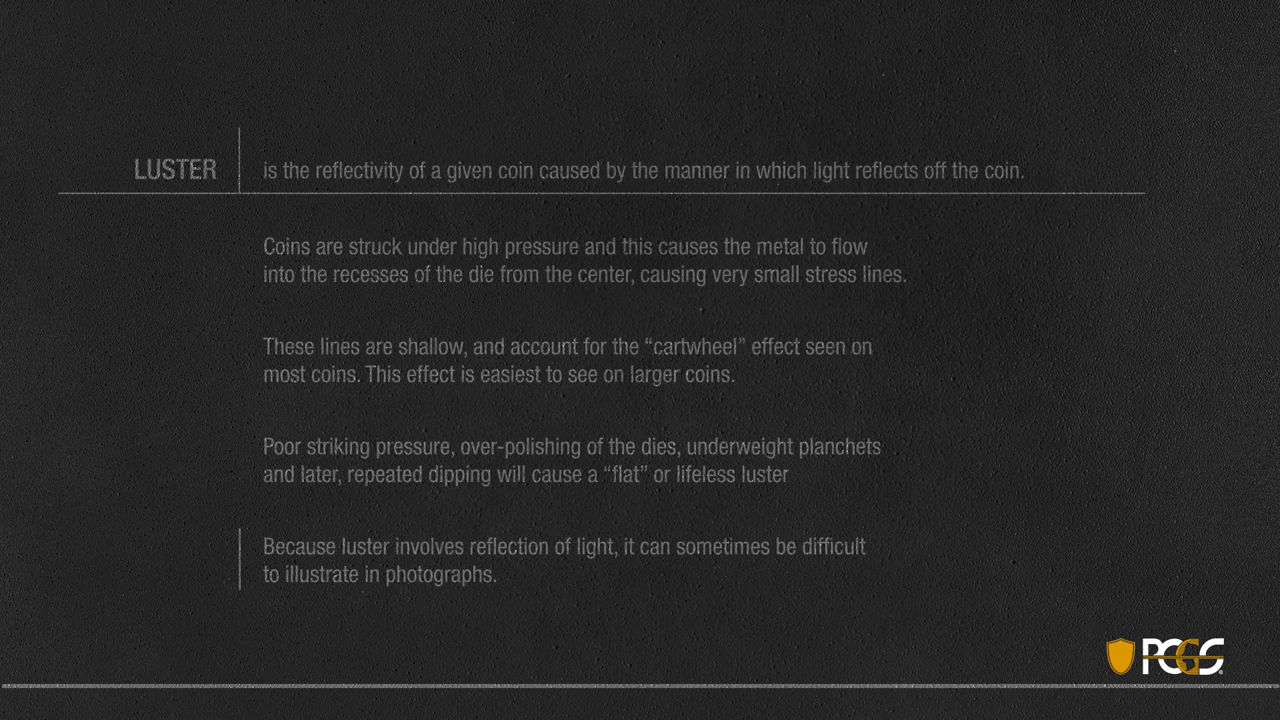 LUSTER is the reflectivity of a given coin caused by the manner in which light reflects off the coin.
Coins are struck under high pressure and this causes the metal to flow
into the recesses of the die from the center, causing very small stress lines.
These lines are shallow, and account for the “cartwheel” effect seen on
most coins. This effect is easiest to see on larger coins.
Poor striking pressure, over-polishing of the dies, underweight planchets
and later, repeated dipping will cause a “flat” or lifeless luster
Because luster involves reflection of light, it can sometimes be difficult
to illustrate in photographs.
PCGS